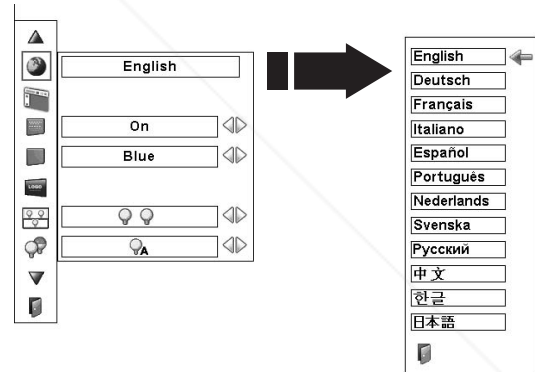 English
On
Blue
LOGO
A
English
Deutsch
Français
Italiano
Español
Português
Nederlands
Svenska
Русский
中文
한글
日本語